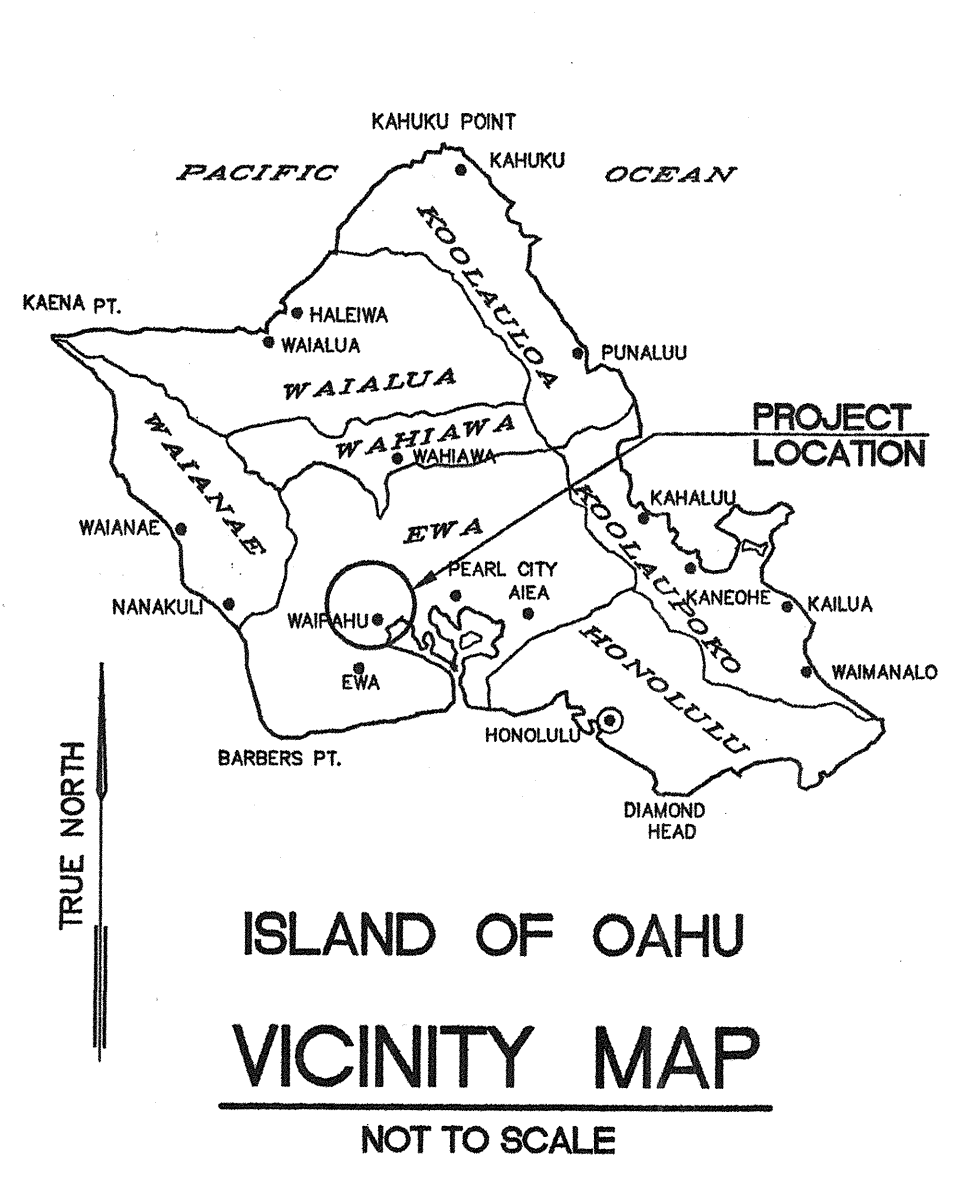 KAHUKU POINT
KAHUKU
PACIFIC
OCEAN
KOOLAULOA
KAENA PT.
HALEIWA
WAIALUA
PUNALUU
WAIALUA
PROJECT
LOCATION
WAIANAE
WAHIAWA
WAHIAWA
KAHALUU
KOOLAUPOKO
EWA
WAIANAE
PEARL CITY
AIEA
KANEOHE
KAILUA
NANAKULI
WAIPAHU
HONOLULU
WAIMANALO
EWA
HONOLULU
BARBERS PT.
DIAMOND
HEAD
TRUE NORTH
ISLAND OF OAHU
VICINITY MAP
NOT TO SCALE